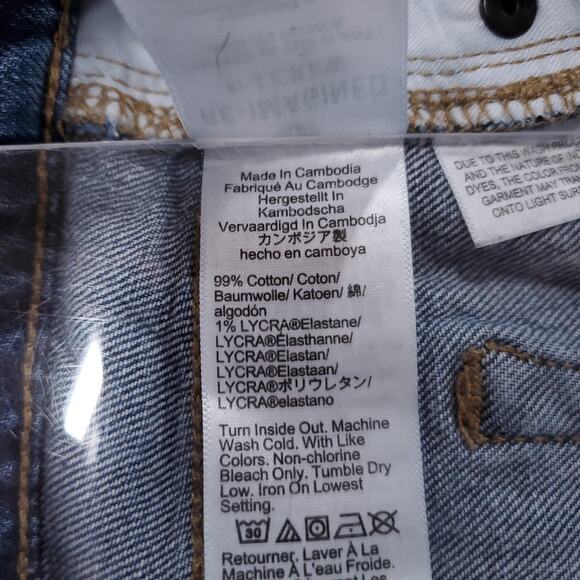 J.CREW
RE-IMAGINED
Made In Cambodia
Fabriqué Au Cambodge
Hergestellt In
Kambodscha
Vervaardigd In Cambodja
カンボジア製
hecho en camboya
99% Cotton/ Coton/
Baumwolle/ Katoen/ 綿/
algodón
1% LYCRA®Elastane/
LYCRA®Élasthanne/
LYCRA®Elastan/
LYCRA®Elastaan/
LYCRA®ポリウレタン/
LYCRA®elastano
Turn Inside Out. Machine
Wash Cold. With Like
Colors. Non-chlorine
Bleach Only. Tumble Dry
Low. Iron On Lowest
Setting.
30
Retourner. Laver À La
Machine À L'eau Froide.
DUE TO THIS WASH
AND THE NATURE OF
DYES, THE COLOR FROM
GARMENT MAY
ONTO LIGHT